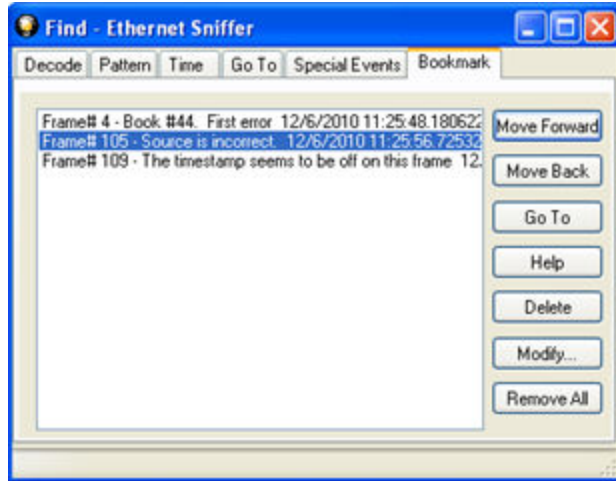 Find - Ethernet Sniffer
Decode Pattern Time Go To Special Events Bookmark
Frame# 4 - Book #44. First error 12/6/2010 11:25:48.180622
Frame# 105 - Source is incorrect. 12/6/2010 11:25:56.72532
Frame# 109 - The timestamp seems to be off on this frame 12.
Move Forward
Move Back
Go To
Help
Delete
Modify...
Remove All